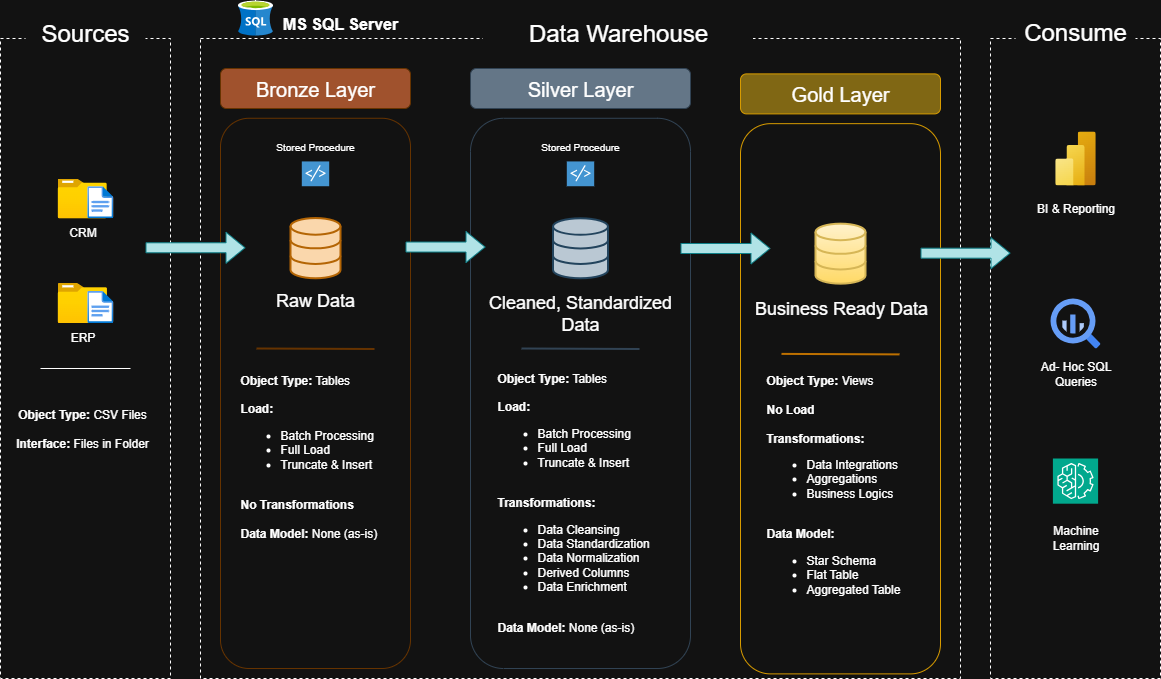 Sources
SQL
MS SQL Server
Data Warehouse
Consume
Bronze Layer
Silver Layer
Gold Layer
CRM
ERP
Object Type: CSV Files
Interface: Files in Folder
Stored Procedure
</>
Raw Data
Object Type: Tables
Load:
• Batch Processing
• Full Load
• Truncate & Insert
No Transformations
Data Model: None (as-is)
Stored Procedure
</>
Cleaned, Standardized
Data
Object Type: Tables
Load:
• Batch Processing
• Full Load
• Truncate & Insert
Transformations:
• Data Cleansing
• Data Standardization
• Data Normalization
• Derived Columns
• Data Enrichment
Data Model: None (as-is)
Business Ready Data
Object Type: Views
No Load
Transformations:
• Data Integrations
• Aggregations
• Business Logics
Data Model:
• Star Schema
• Flat Table
• Aggregated Table
BI & Reporting
Ad- Hoc SQL
Queries
Machine
Learning